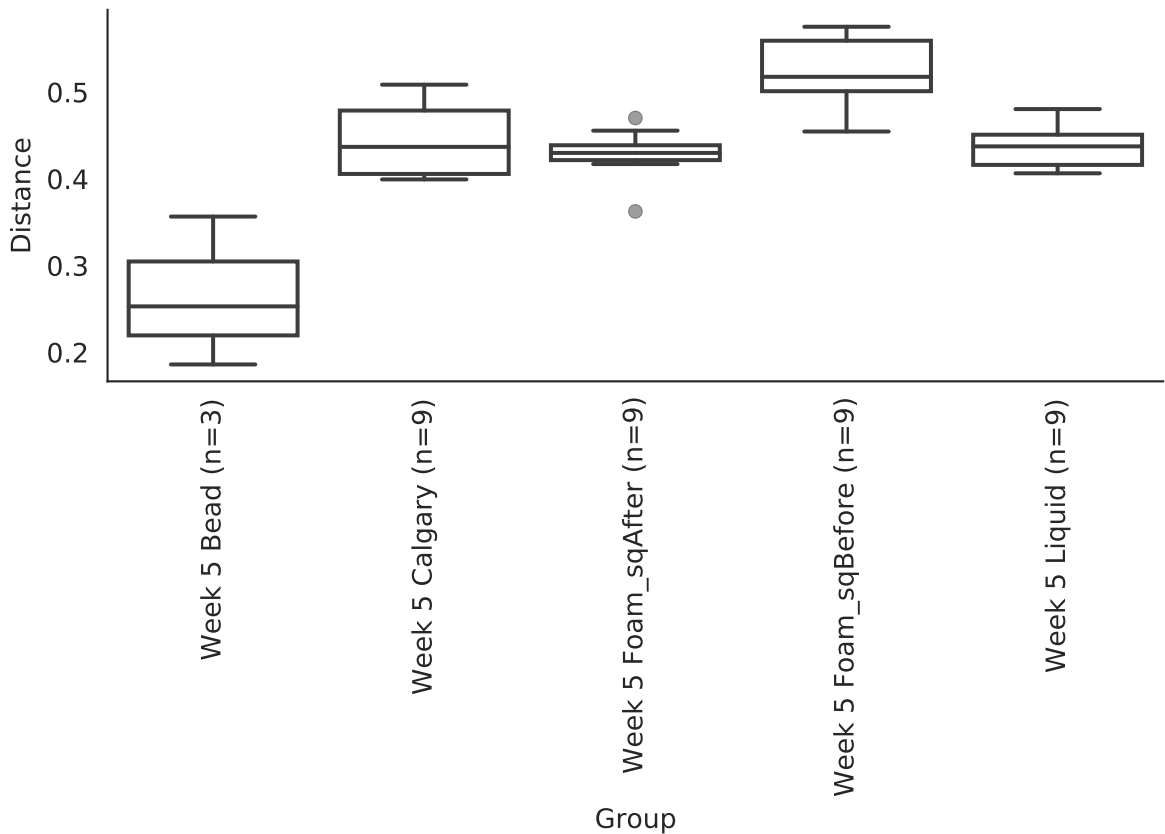 Distance
0.5
0.4
0.3
0.2
Week 5 Bead (n=3)
Week 5 Calgary (n=9)
Week 5 Foam_sqAfter (n=9)
Week 5 Foam_sqBefore (n=9)
Week 5 Liquid (n=9)
Group